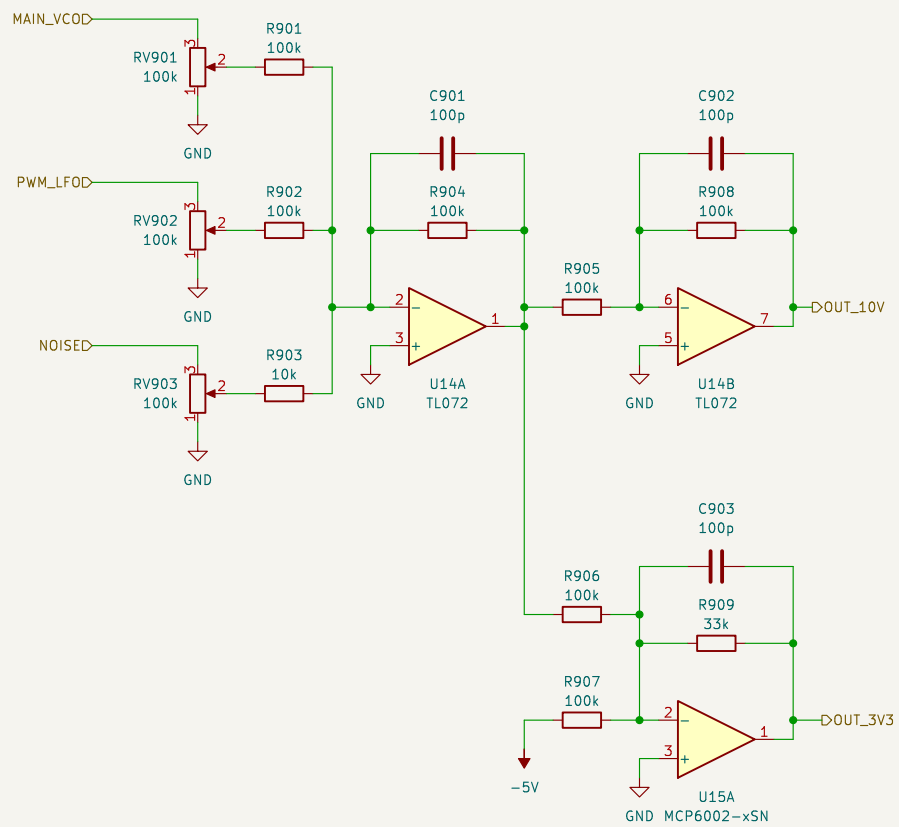 MAIN_VCO
R901
100k
RV901
100k
3
2
1
GND
C901
100p
C902
100p
PWM_LFO
R902
100k
RV902
100k
3
2
1
GND
R904
100k
R908
100k
R905
100k
2
3
1
GND
U14A
TL072
6
5
7
OUT_10V
GND
U14B
TL072
NOISE
R903
10k
RV903
100k
3
2
1
GND
C903
100p
R906
100k
R909
33k
R907
100k
-5V
2
3
1
OUT_3V3
GND
U15A
MCP6002-xSN